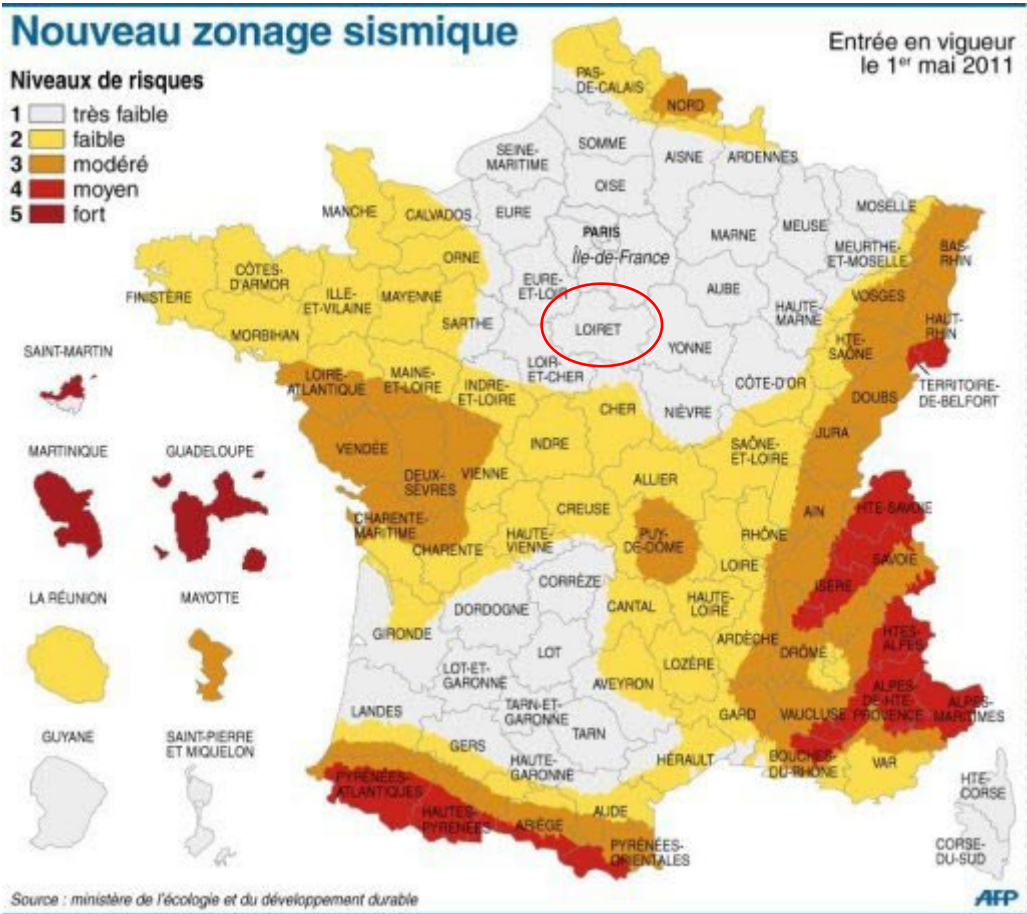 Nouveau zonage sismique
Entrée en vigueur
le 1er mai 2011
Niveaux de risques
1 très faible
2 faible
3 modéré
4 moyen
5 fort
PAS-
DE-CALAIS
NORD
SOMME
SEINE-
MARITIME
AISNE
ARDENNES
OISE
EURE
MANCHE
CALVADOS
PARIS
Île-de-France
MARNE
MEUSE
MOSELLE
MEURTHE-
ET-MOSELLE
BAS-
RHIN
ORNE
EURE-
ET-LOIR
AUBE
VOSGES
FINISTÈRE
CÔTES-
D'ARMOR
ILLE-
ET-VILAINE
MAYENNE
SARTHE
LOIRET
YONNE
HAUTE-
MARNE
HAUT-
RHIN
MORBIHAN
HTE-
SAÔNE
LOIR-
ET-CHER
CÔTE-D'OR
TERRITOIRE-
DE-BELFORT
SAINT-MARTIN
LOIRE-
ATLANTIQUE
MAINE-
ET-LOIRE
INDRE-
ET-LOIRE
CHER
NIÈVRE
DOUBS
MARTINIQUE
GUADELOUPE
VENDÉE
DEUX-
SÈVRES
VIENNE
INDRE
SAÔNE-
ET-LOIRE
JURA
ALLIER
CHARENTE-
MARITIME
CHARENTE
HAUTE-
VIENNE
CREUSE
PUY-
DE-DÔME
RHÔNE
AIN
HTE-SAVOIE
LOIRE
SAVOIE
ISÈRE
LA RÉUNION
MAYOTTE
CORRÈZE
DORDOGNE
CANTAL
HAUTE-
LOIRE
GIRONDE
LOT
ARDÈCHE
DRÔME
HTES-
ALPES
LOT-ET-
GARONNE
AVEYRON
LOZÈRE
LANDES
TARN-ET-
GARONNE
TARN
GARD
VAUCLUSE
ALPES-
DE-HTE-
PROVENCE
ALPES-
MARITIMES
GUYANE
SAINT-PIERRE
ET MIQUELON
GERS
HAUTE-
GARONNE
HÉRAULT
BOUCHES-
DU-RHÔNE
VAR
PYRÉNÉES-
ATLANTIQUES
HAUTES-
PYRÉNÉES
ARIÈGE
AUDE
PYRÉNÉES-
ORIENTALES
HTE-
CORSE
CORSE-
DU-SUD
Source : ministère de l'écologie et du développement durable
AFP